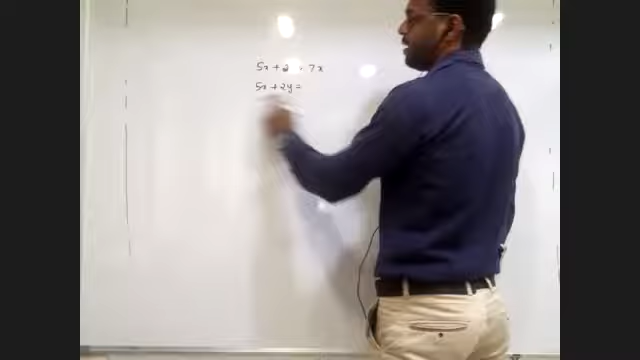 5x + 2 = 7x
5x + 2y =